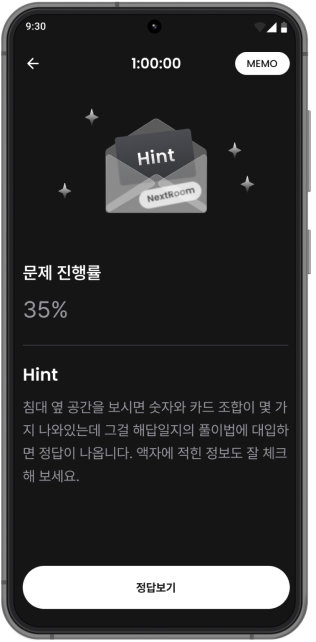 9:30
1:00:00
MEMO
Hint
NextRoom
문제 진행률
35%
Hint
침대 옆 공간을 보시면 숫자와 카드 조합이 몇 가
지 나와있는데 그걸 해답일지의 풀이법에 대입하
면 정답이 나옵니다. 액자에 적힌 정보도 잘 체크
해 보세요.
정답보기